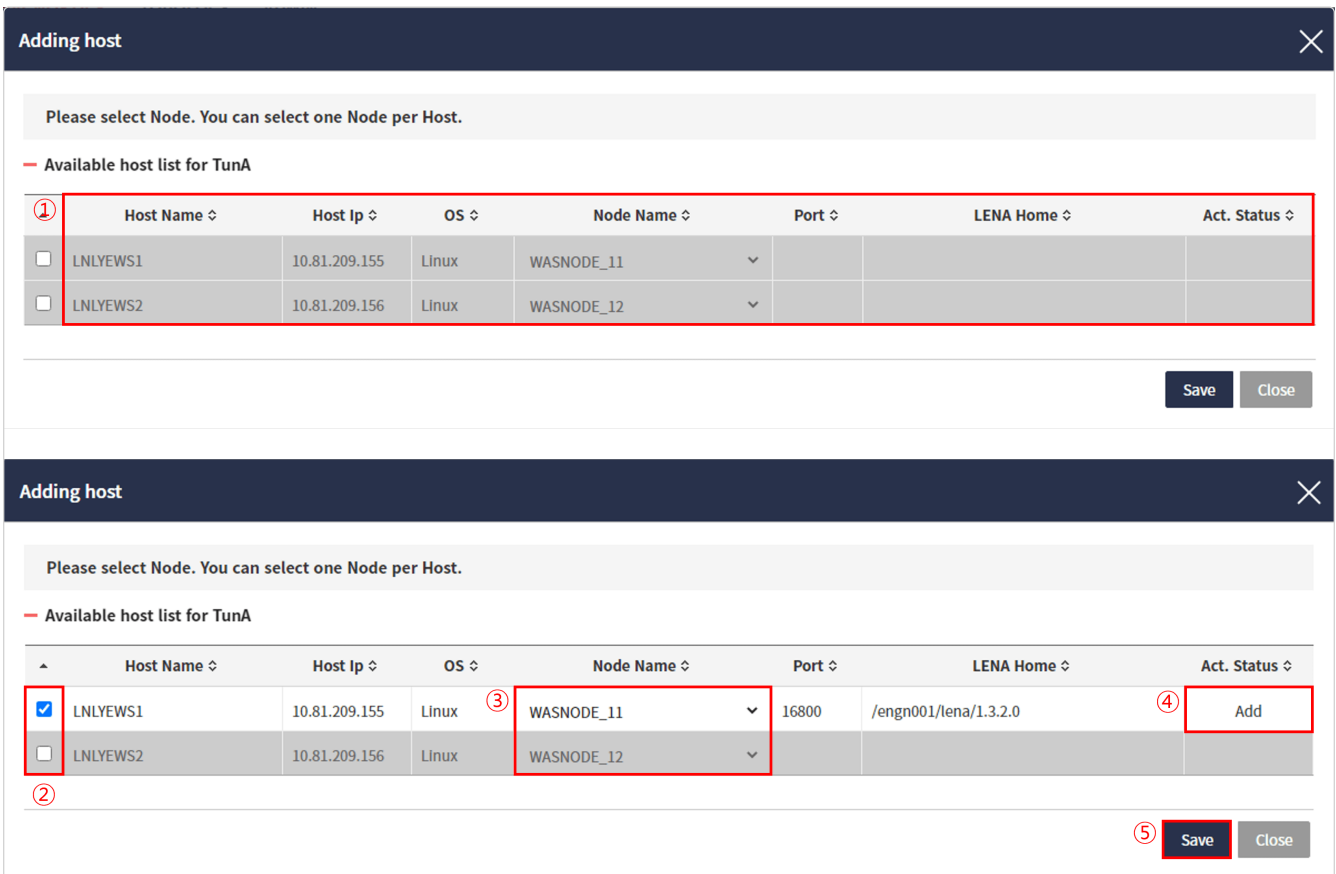 Adding host
Please select Node. You can select one Node per Host.
Available host list for TunA
① Host Name Host Ip OS Node Name Port LENA Home Act. Status
LNLYEWS1 10.81.209.155 Linux WASNODE_11
LNLYEWS2 10.81.209.156 Linux WASNODE_12
Save Close
Adding host
Please select Node. You can select one Node per Host.
Available host list for TunA
Host Name Host Ip OS Node Name Port LENA Home Act. Status
LNLYEWS1 10.81.209.155 Linux ③ WASNODE_11 16800 /engn001/lena/1.3.2.0 ④ Add
LNLYEWS2 10.81.209.156 Linux WASNODE_12
②
⑤ Save Close